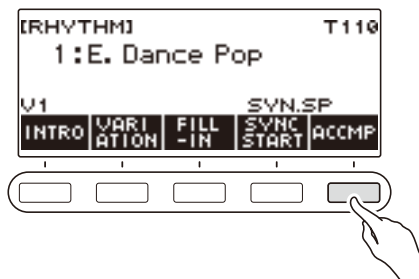 [RHYTHM] T110
1:E. Dance Pop
V1 SYN.SP
INTRO VARI FILL SYNC ACCMP
ATION -IN START